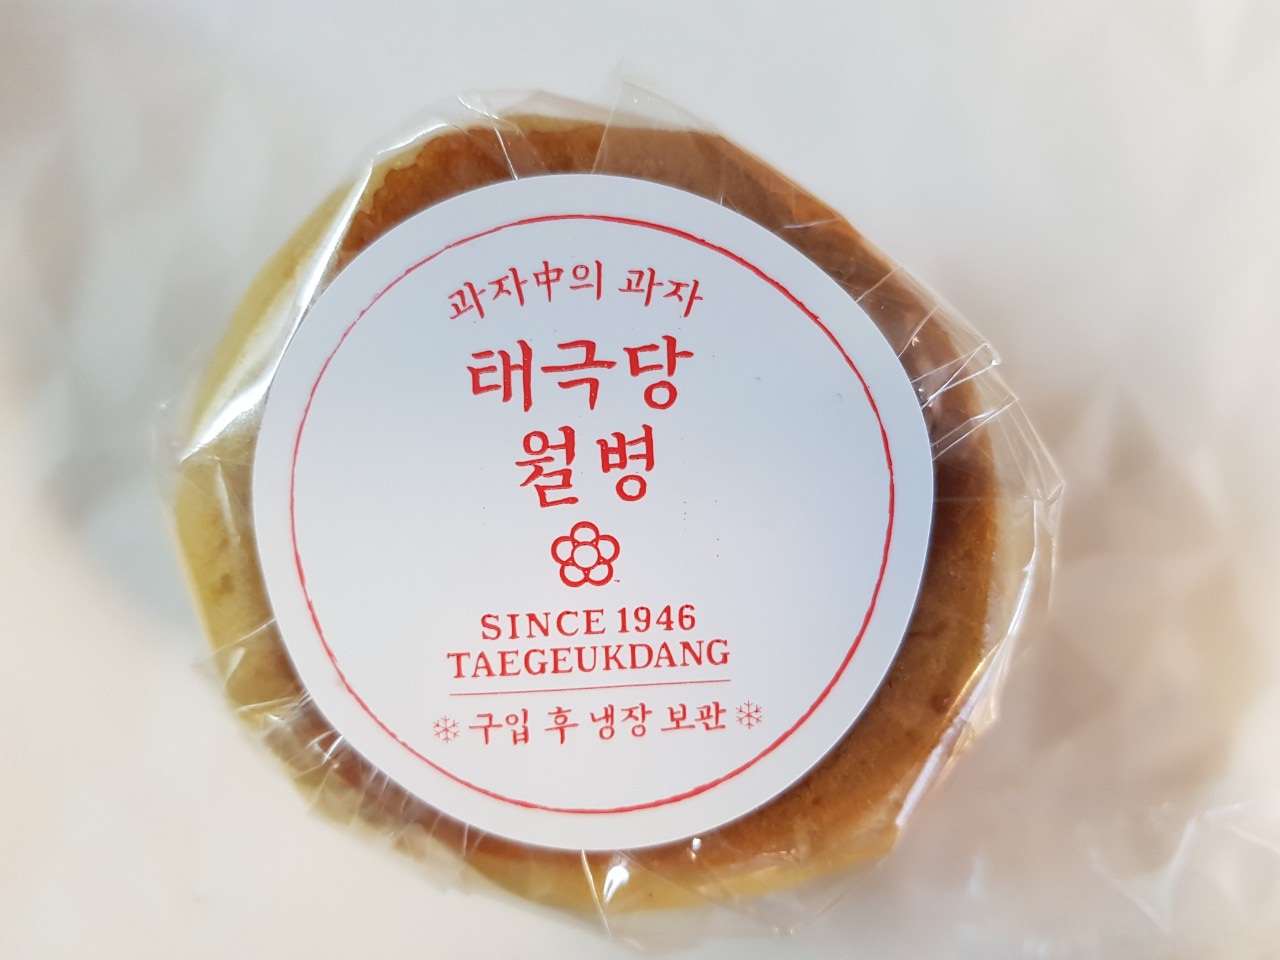 과자中의 과자
태극당
월병
SINCE 1946
TAEGEUKDANG
구입 후 냉장 보관